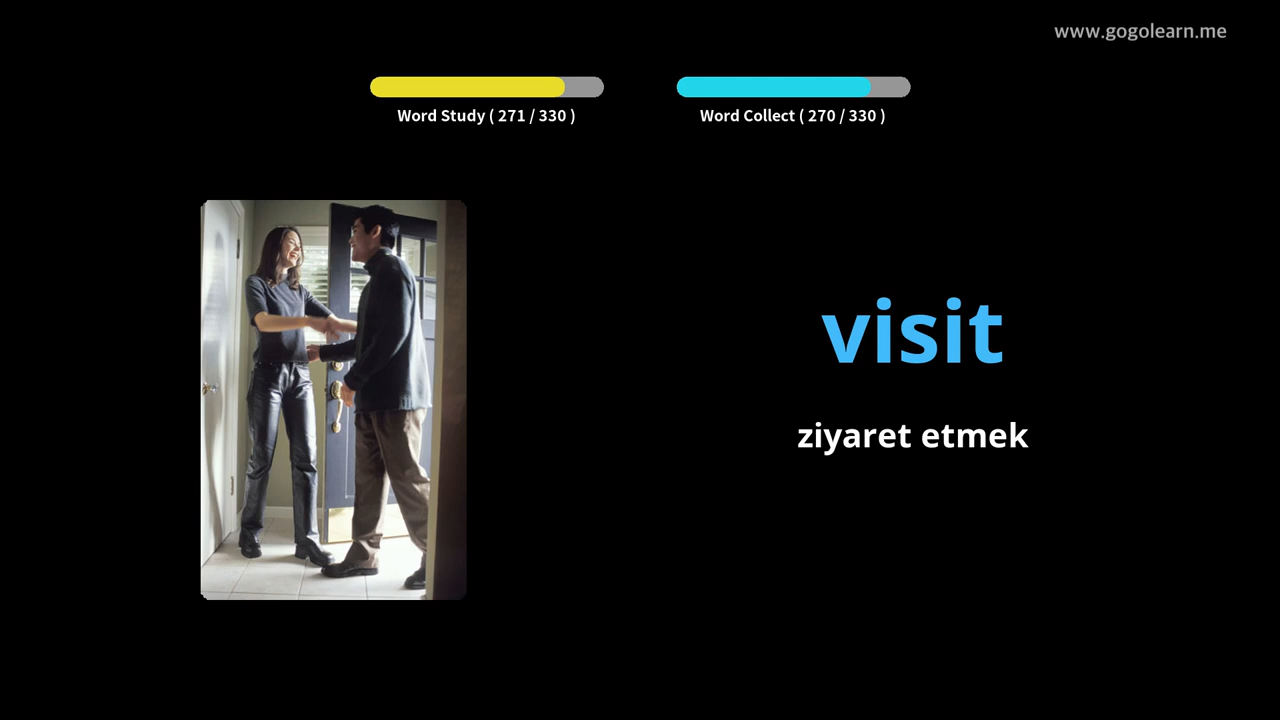 www.gogolearn.me
Word Study ( 271 / 330 )
Word Collect ( 270 / 330 )
visit
ziyaret etmek